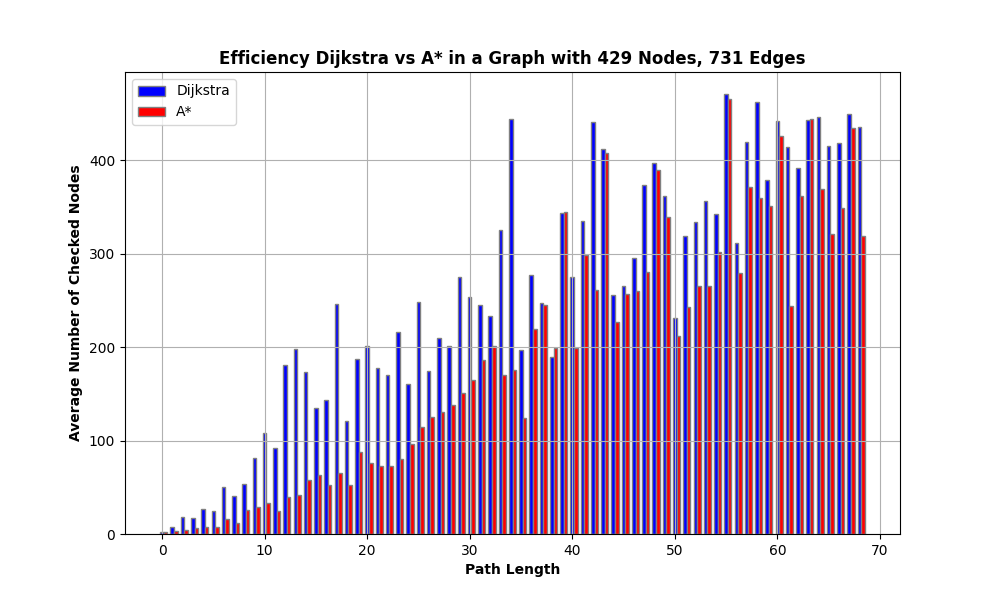 Efficiency Dijkstra vs A* in a Graph with 429 Nodes, 731 Edges
Dijkstra
A*
Average Number of Checked Nodes
400
300
200
100
0
0 10 20 30 40 50 60 70
Path Length